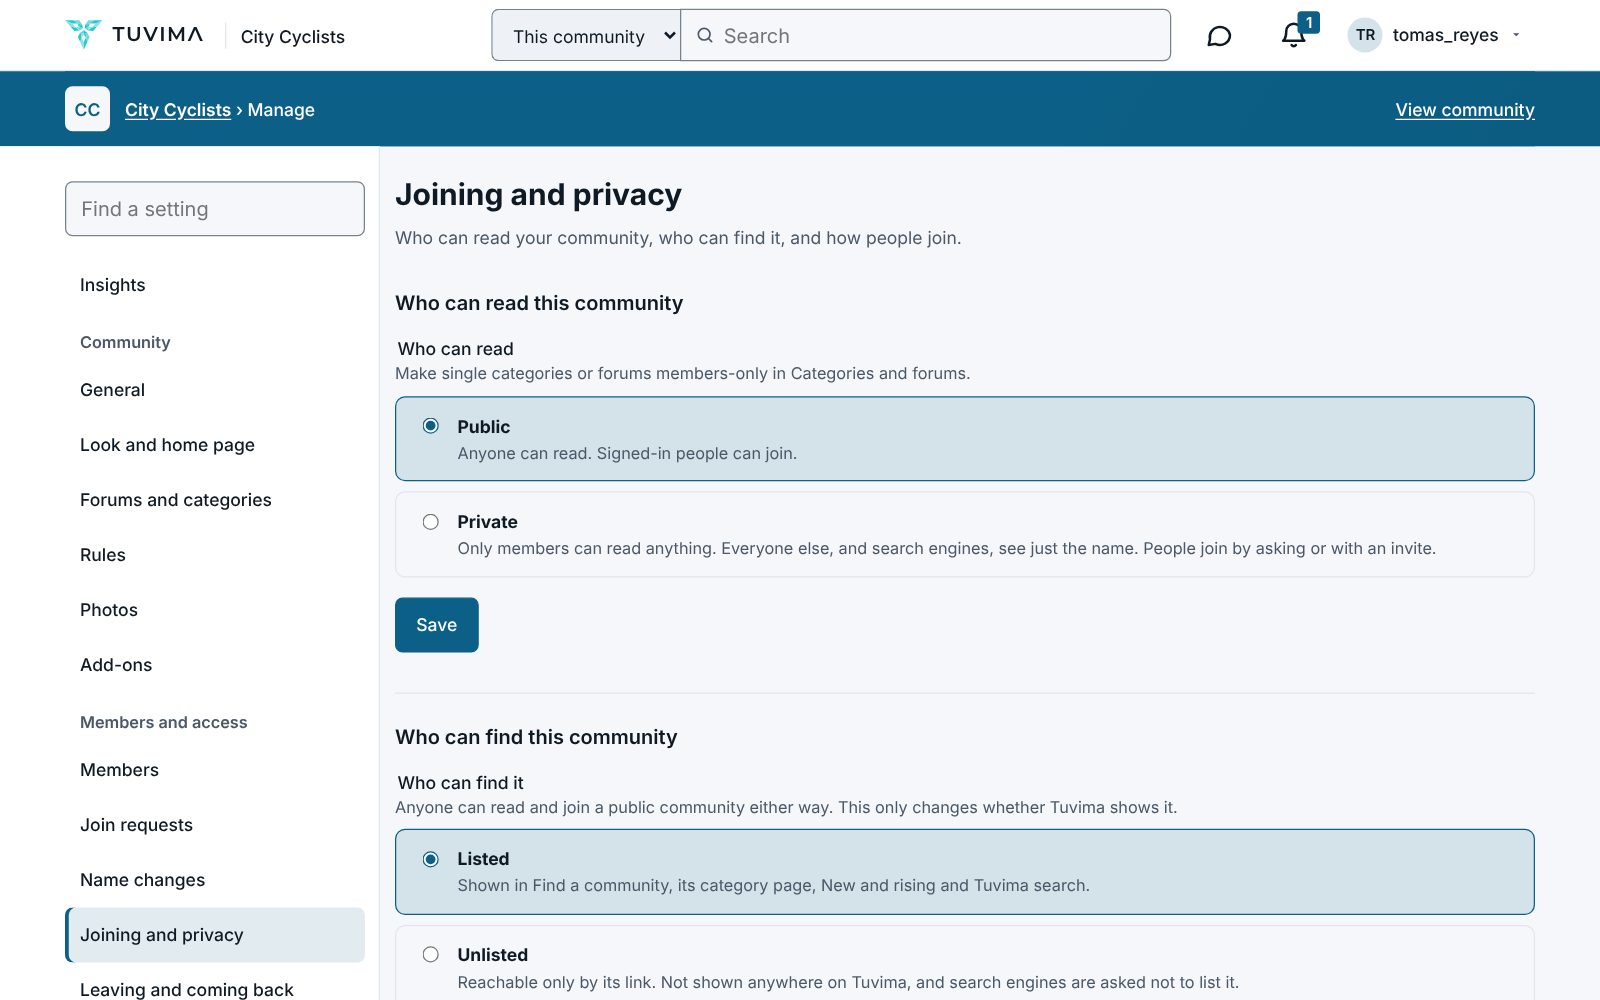 TUVIMA
City Cyclists
This community
Search
1
TR
tomas_reyes
CC
City Cyclists › Manage
View community
Find a setting
Insights
Community
General
Look and home page
Forums and categories
Rules
Photos
Add-ons
Members and access
Members
Join requests
Name changes
Joining and privacy
Leaving and coming back
Joining and privacy
Who can read your community, who can find it, and how people join.
Who can read this community
Who can read
Make single categories or forums members-only in Categories and forums.
Public
Anyone can read. Signed-in people can join.
Private
Only members can read anything. Everyone else, and search engines, see just the name. People join by asking or with an invite.
Save
Who can find this community
Who can find it
Anyone can read and join a public community either way. This only changes whether Tuvima shows it.
Listed
Shown in Find a community, its category page, New and rising and Tuvima search.
Unlisted
Reachable only by its link. Not shown anywhere on Tuvima, and search engines are asked not to list it.